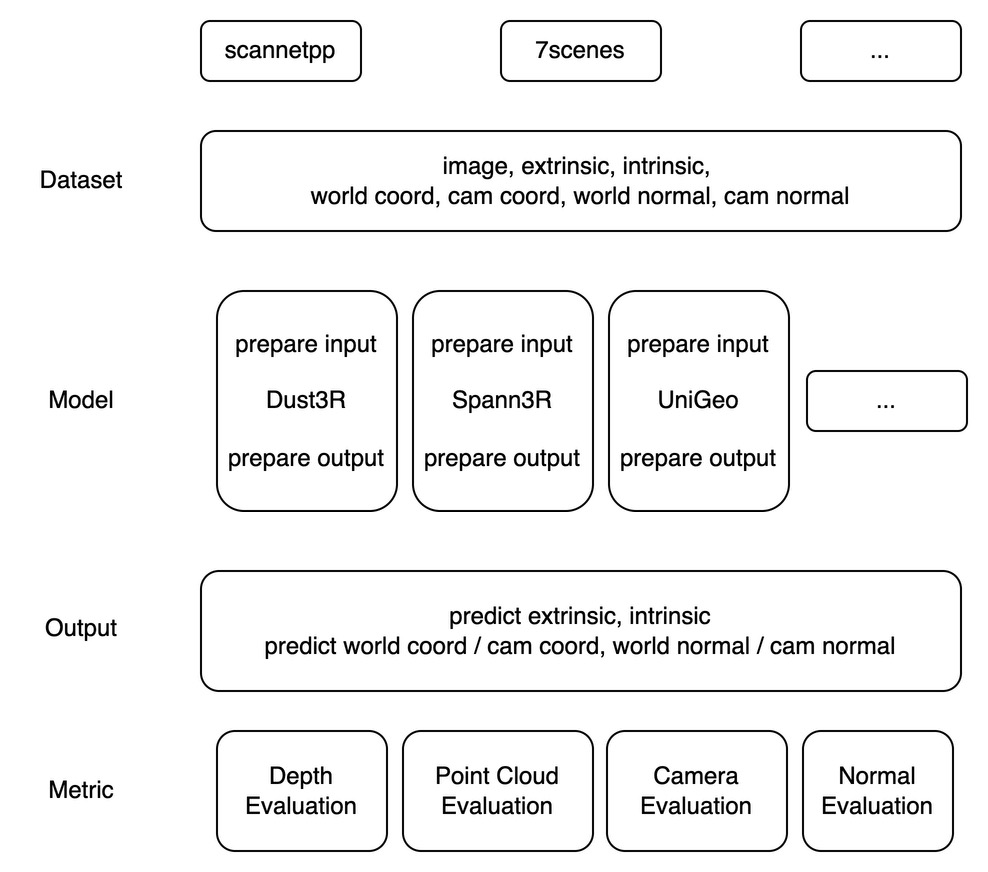 scannetpp
7scenes
...
Dataset
image, extrinsic, intrinsic,
world coord, cam coord, world normal, cam normal
Model
prepare input
Dust3R
prepare output
prepare input
Spann3R
prepare output
prepare input
UniGeo
prepare output
...
Output
predict extrinsic, intrinsic
predict world coord / cam coord, world normal / cam normal
Metric
Depth
Evaluation
Point Cloud
Evaluation
Camera
Evaluation
Normal
Evaluation